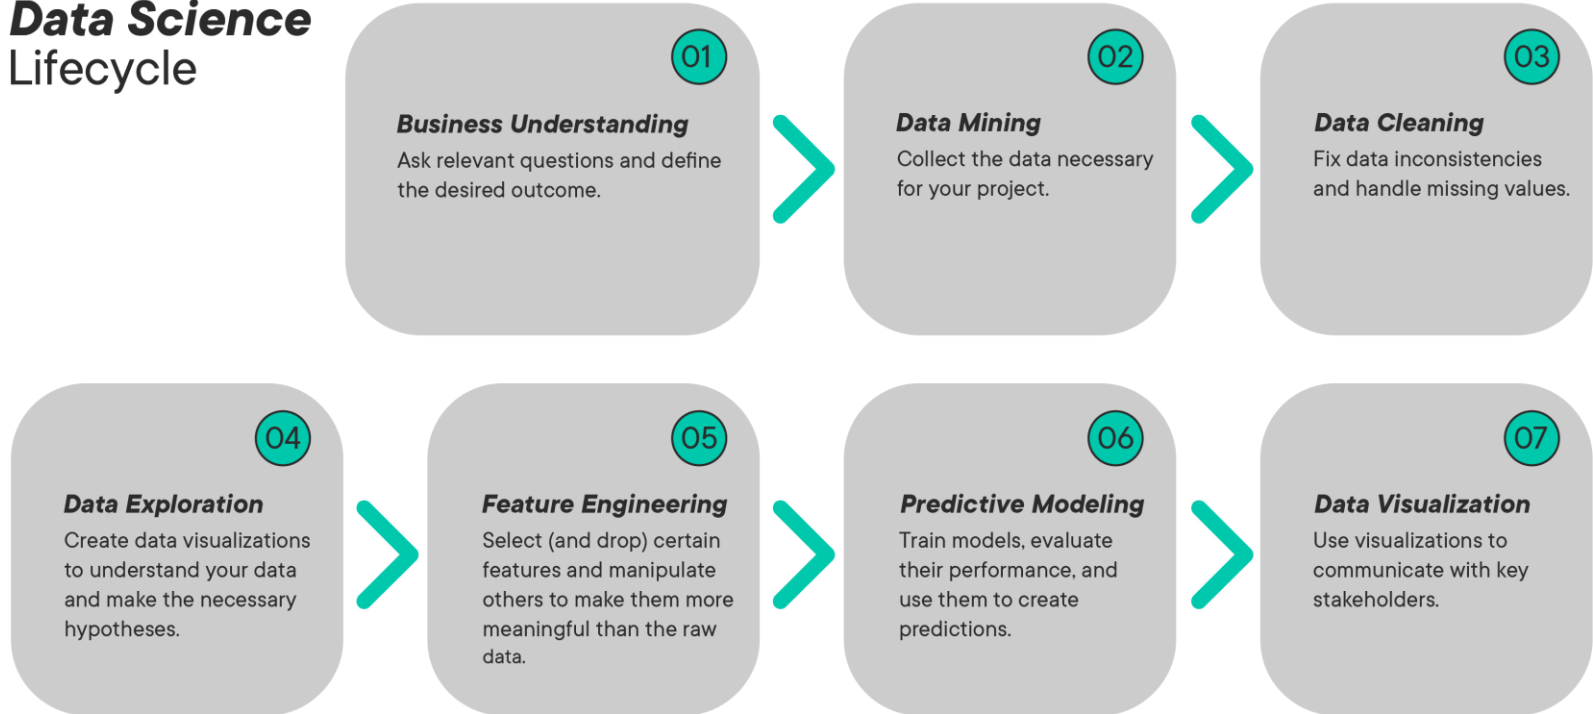 Data Science
Lifecycle
01
Business Understanding
Ask relevant questions and define
the desired outcome.
02
Data Mining
Collect the data necessary
for your project.
03
Data Cleaning
Fix data inconsistencies
and handle missing values.
04
Data Exploration
Create data visualizations
to understand your data
and make the necessary
hypotheses.
05
Feature Engineering
Select (and drop) certain
features and manipulate
others to make them more
meaningful than the raw
data.
06
Predictive Modeling
Train models, evaluate
their performance, and
use them to create
predictions.
07
Data Visualization
Use visualizations to
communicate with key
stakeholders.